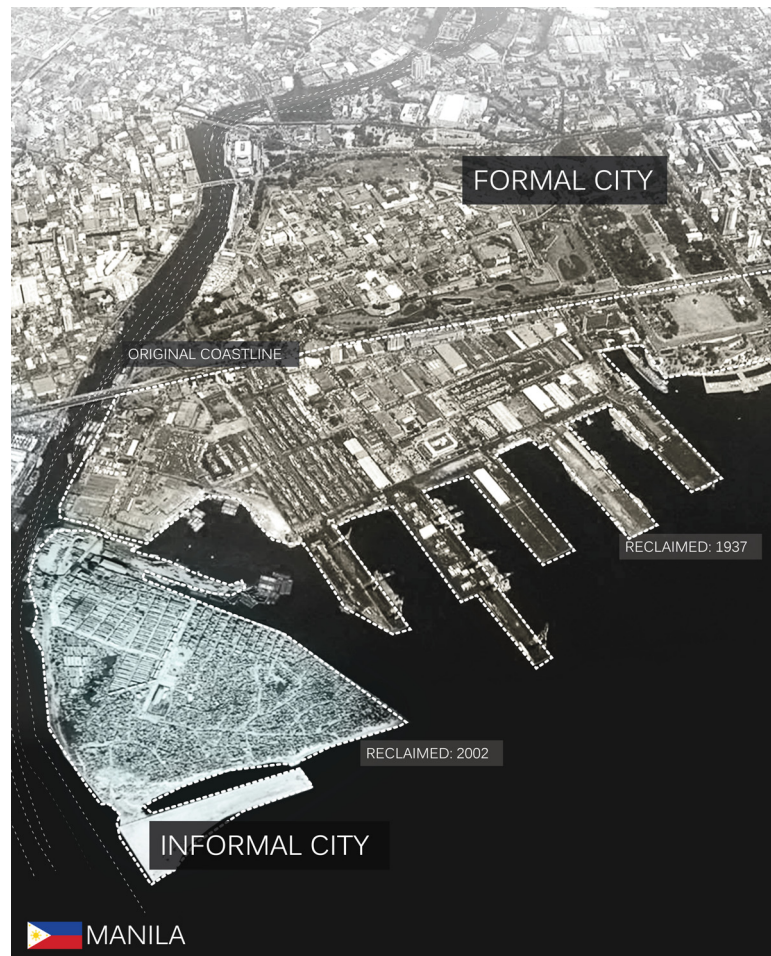 FORMAL CITY
ORIGINAL COASTLINE
RECLAIMED: 1937
RECLAIMED: 2002
INFORMAL CITY
MANILA